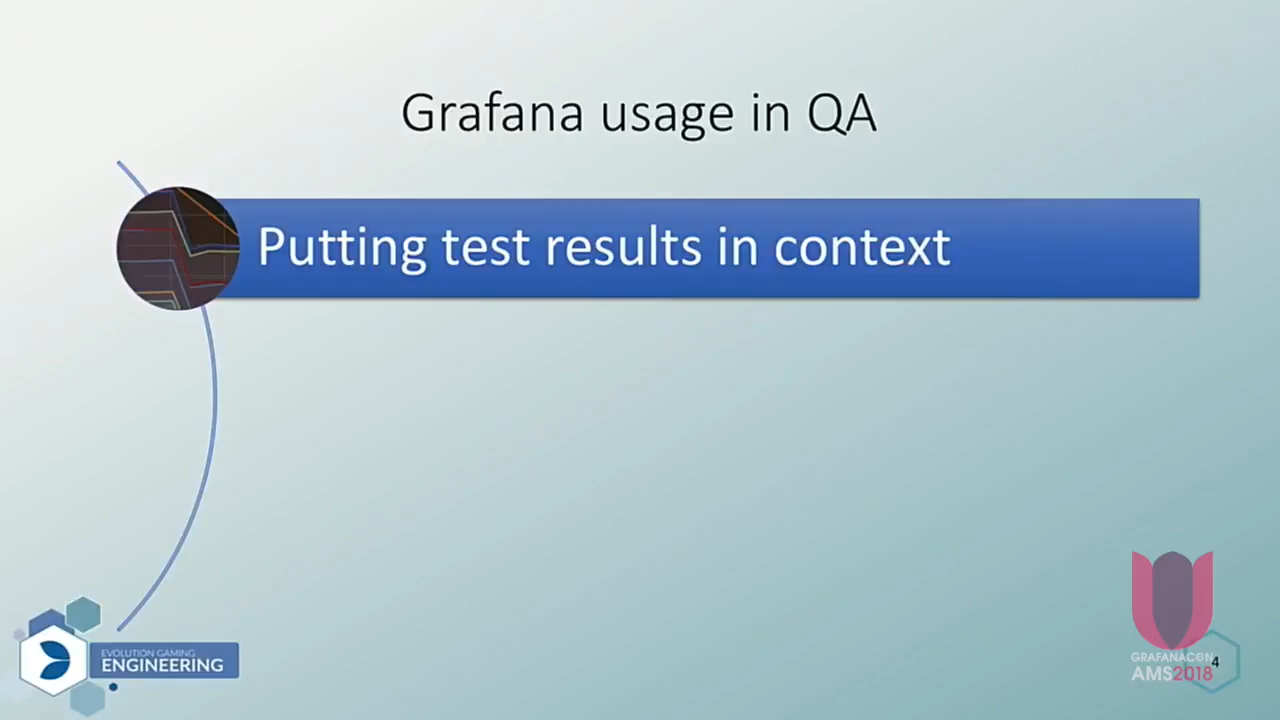 Grafana usage in QA
Putting test results in context
EVOLUTION GAMING
ENGINEERING
GRAFANACON
AMS2018
4